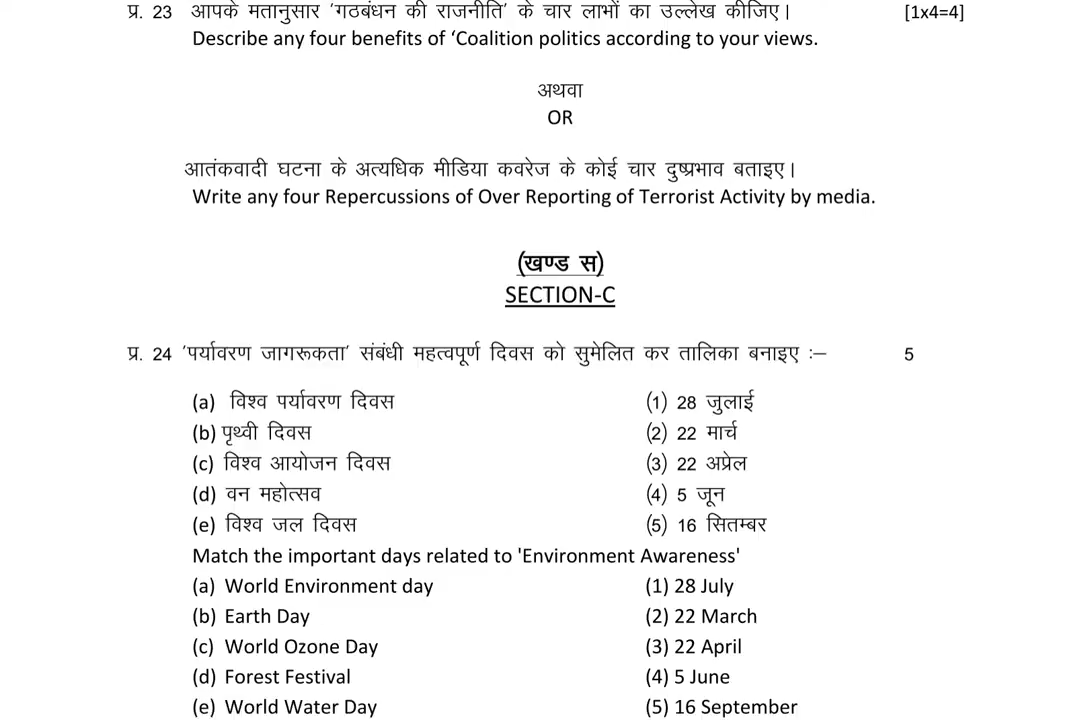 प्र. 23 आपके मतानुसार 'गठबंधन की राजनीति' के चार लाभों का उल्लेख कीजिए। [1x4=4]
Describe any four benefits of ‘Coalition politics according to your views.
अथवा
OR
आतंकवादी घटना के अत्यधिक मीडिया कवरेज के कोई चार दुष्प्रभाव बताइए।
Write any four Repercussions of Over Reporting of Terrorist Activity by media.
(खण्ड स)
SECTION-C
प्र. 24 'पर्यावरण जागरूकता' संबंधी महत्वपूर्ण दिवस को सुमेलित कर तालिका बनाइए :– 5
(a) विश्व पर्यावरण दिवस (1) 28 जुलाई
(b) पृथ्वी दिवस (2) 22 मार्च
(c) विश्व आयोजन दिवस (3) 22 अप्रेल
(d) वन महोत्सव (4) 5 जून
(e) विश्व जल दिवस (5) 16 सितम्बर
Match the important days related to 'Environment Awareness'
(a) World Environment day (1) 28 July
(b) Earth Day (2) 22 March
(c) World Ozone Day (3) 22 April
(d) Forest Festival (4) 5 June
(e) World Water Day (5) 16 September